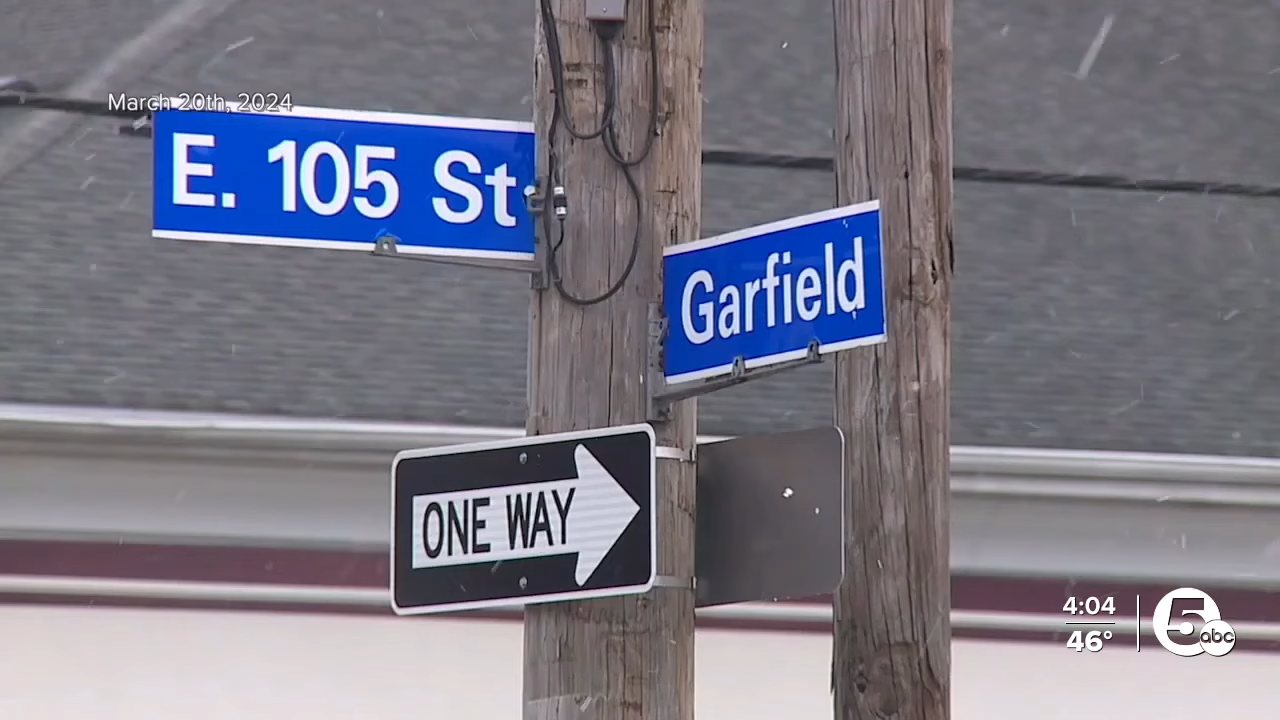 March 20th, 2024
E. 105 St
Garfield
ONE WAY
4:04
46°
5
abc